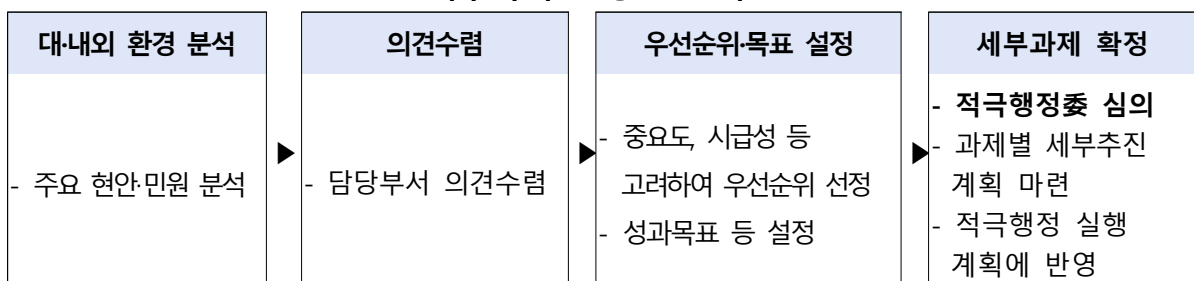 대·내외 환경 분석
- 주요 현안·민원 분석
▶
의견수렴
- 담당부서 의견수렴
▶
우선순위·목표 설정
- 중요도, 시급성 등
고려하여 우선순위 선정
- 성과목표 등 설정
▶
세부과제 확정
- 적극행정委 심의
- 과제별 세부추진
계획 마련
- 적극행정 실행
계획에 반영